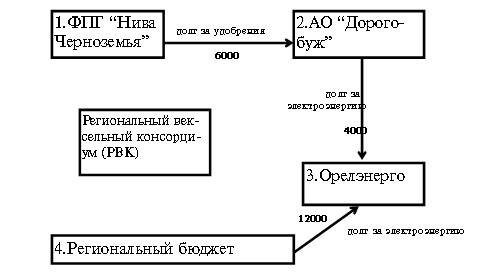 1.ФПГ “Нива
Черноземья”
долг за удобрения
6000
2.АО “Дорого-
буж”
долг за
электроэнергию
4000
Региональный век-
сельный консорци-
ум (РВК)
3.Орелэнерго
12000
долг за электроэнергию
4.Региональный бюджет